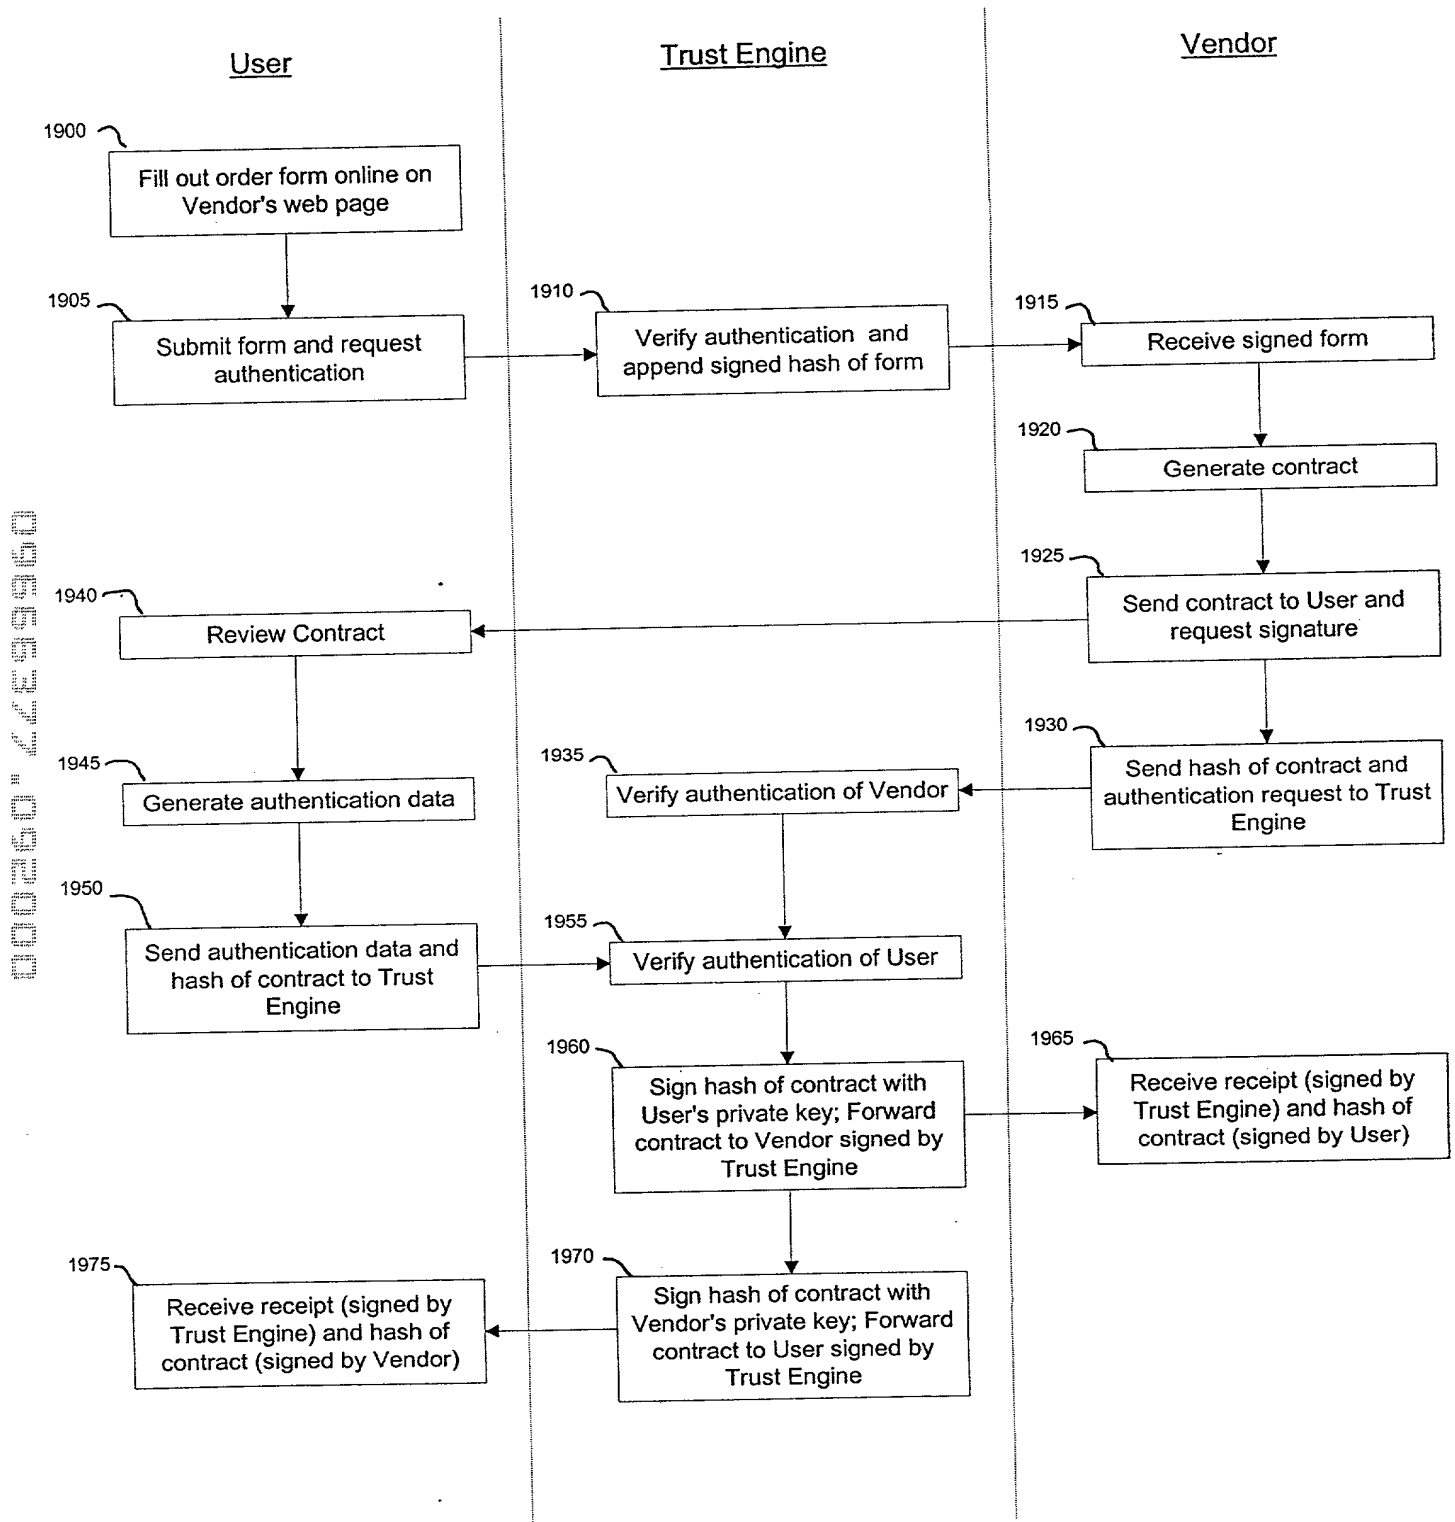 User
Trust Engine
Vendor
1900
Fill out order form online on
Vendor's web page
1905
Submit form and request
authentication
1910
Verify authentication and
append signed hash of form
1915
Receive signed form
1920
Generate contract
1925
Send contract to User and
request signature
1940
Review Contract
1930
Send hash of contract and
authentication request to Trust
Engine
1935
Verify authentication of Vendor
1945
Generate authentication data
1950
Send authentication data and
hash of contract to Trust
Engine
1955
Verify authentication of User
1960
Sign hash of contract with
User's private key; Forward
contract to Vendor signed by
Trust Engine
1965
Receive receipt (signed by
Trust Engine) and hash of
contract (signed by User)
1970
Sign hash of contract with
Vendor's private key; Forward
contract to User signed by
Trust Engine
1975
Receive receipt (signed by
Trust Engine) and hash of
contract (signed by Vendor)